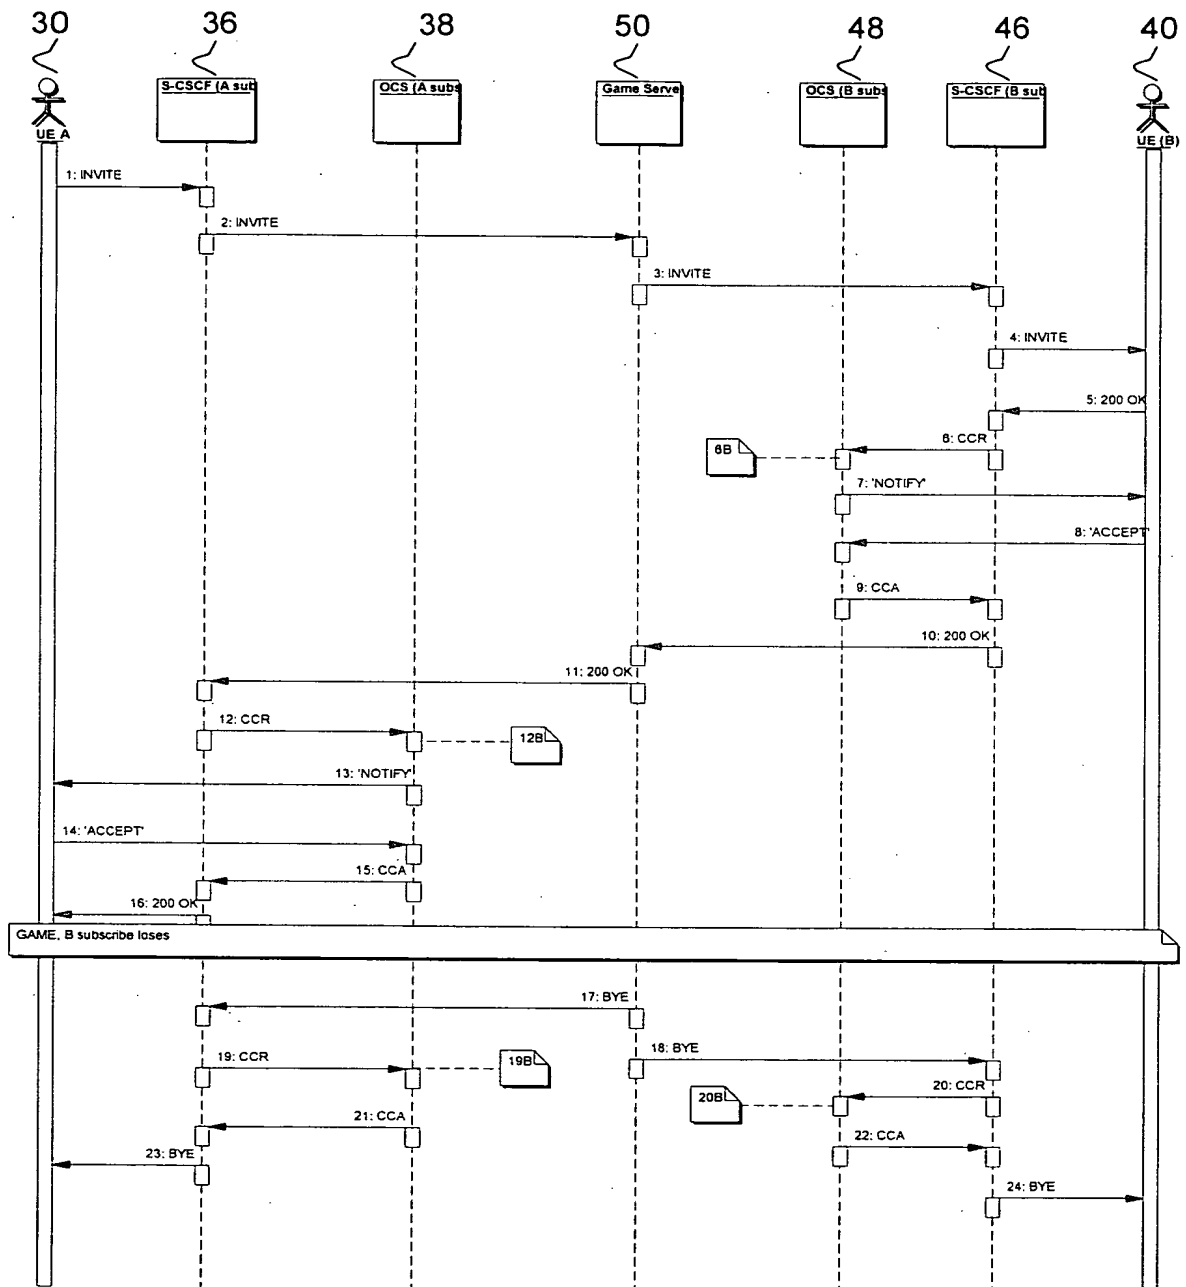 30 36 38 50 48 46 40
S-CSCF (A sub OCS (A subs Game Serve OCS (B subs S-CSCF (B sub
UE A UE (B)
1: INVITE
2: INVITE
3: INVITE
4: INVITE
5: 200 OK
6: CCR
6B
7: 'NOTIFY'
8: 'ACCEPT'
9: CCA
10: 200 OK
11: 200 OK
12: CCR
12B
13: 'NOTIFY'
14: 'ACCEPT'
15: CCA
16: 200 OK
GAME, B subscribe loses
17: BYE
18: BYE
19: CCR
19B
20: CCR
20B
21: CCA
22: CCA
23: BYE
24: BYE